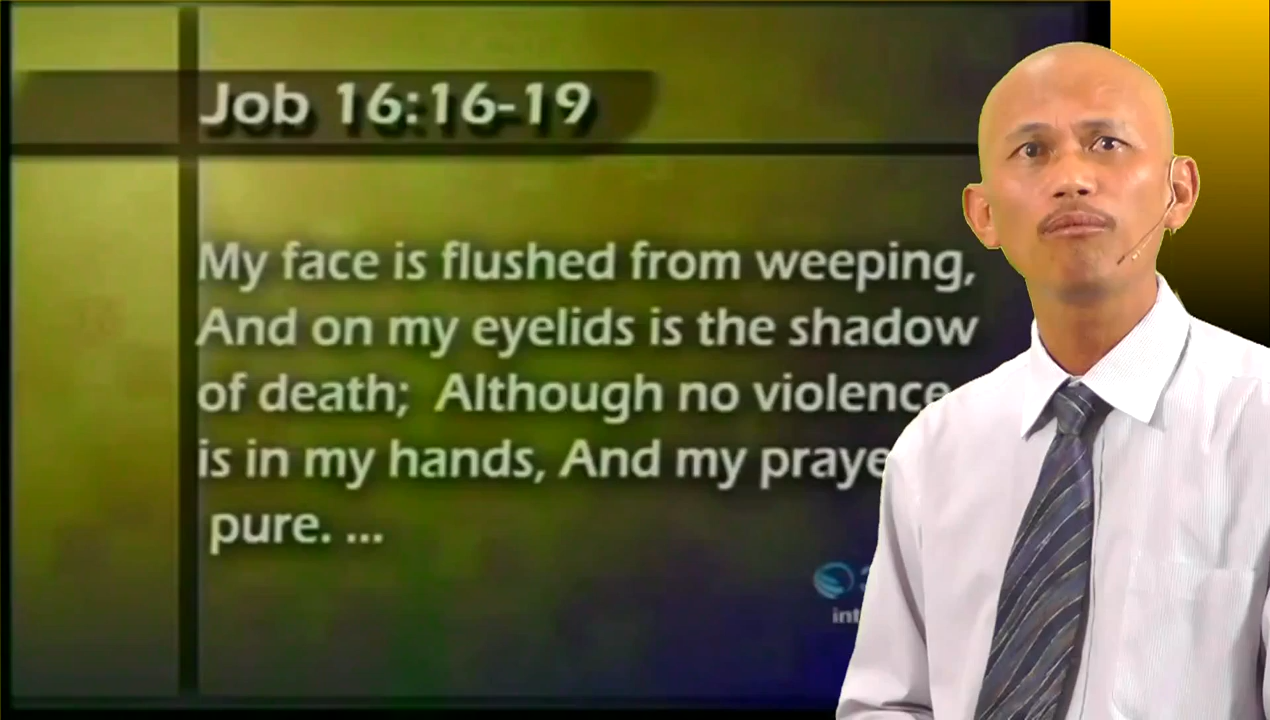 Job 16:16-19
My face is flushed from weeping,
And on my eyelids is the shadow
of death;  Although no violence
is in my hands, And my praye
pure. ...
int